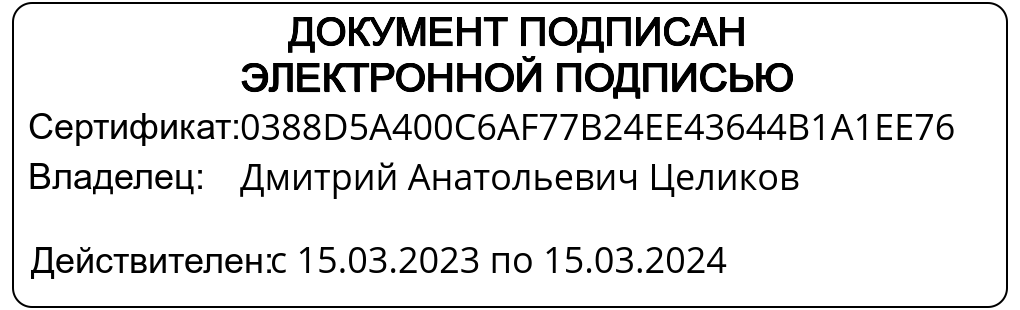 ДОКУМЕНТ ПОДПИСАН
ЭЛЕКТРОННОЙ ПОДПИСЬЮ
Сертификат:0388D5A400C6AF77B24EE43644B1A1EE76
Владелец: Дмитрий Анатольевич Целиков
Действителен:с 15.03.2023 по 15.03.2024